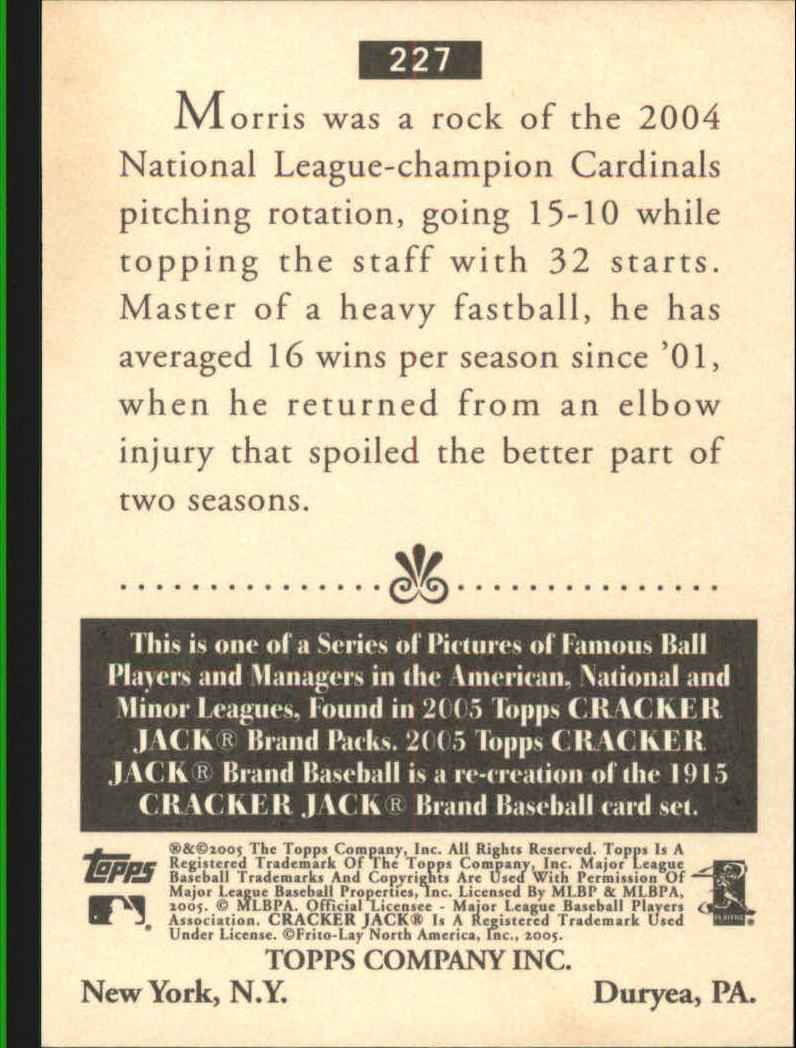 227
Morris was a rock of the 2004
National League-champion Cardinals
pitching rotation, going 15-10 while
topping the staff with 32 starts.
Master of a heavy fastball, he has
averaged 16 wins per season since ’01,
when he returned from an elbow
injury that spoiled the better part of
two seasons.
This is one of a Series of Pictures of Famous Ball
Players and Managers in the American, National and
Minor Leagues, Found in 2005 Topps CRACKER
JACK® Brand Packs. 2005 Topps CRACKER
JACK® Brand Baseball is a re-creation of the 1915
CRACKER JACK® Brand Baseball card set.
topps
®&©2005 The Topps Company, Inc. All Rights Reserved. Topps Is A
Registered Trademark Of The Topps Company, Inc. Major League
Baseball Trademarks And Copyrights Are Used With Permission Of
Major League Baseball Properties, Inc. Licensed By MLBP & MLBPA,
2005. © MLBPA. Official Licensee - Major League Baseball Players
Association. CRACKER JACK® Is A Registered Trademark Used
Under License. ©Frito-Lay North America, Inc., 2005.
PLAYERS
TOPPS COMPANY INC.
New York, N.Y. Duryea, PA.